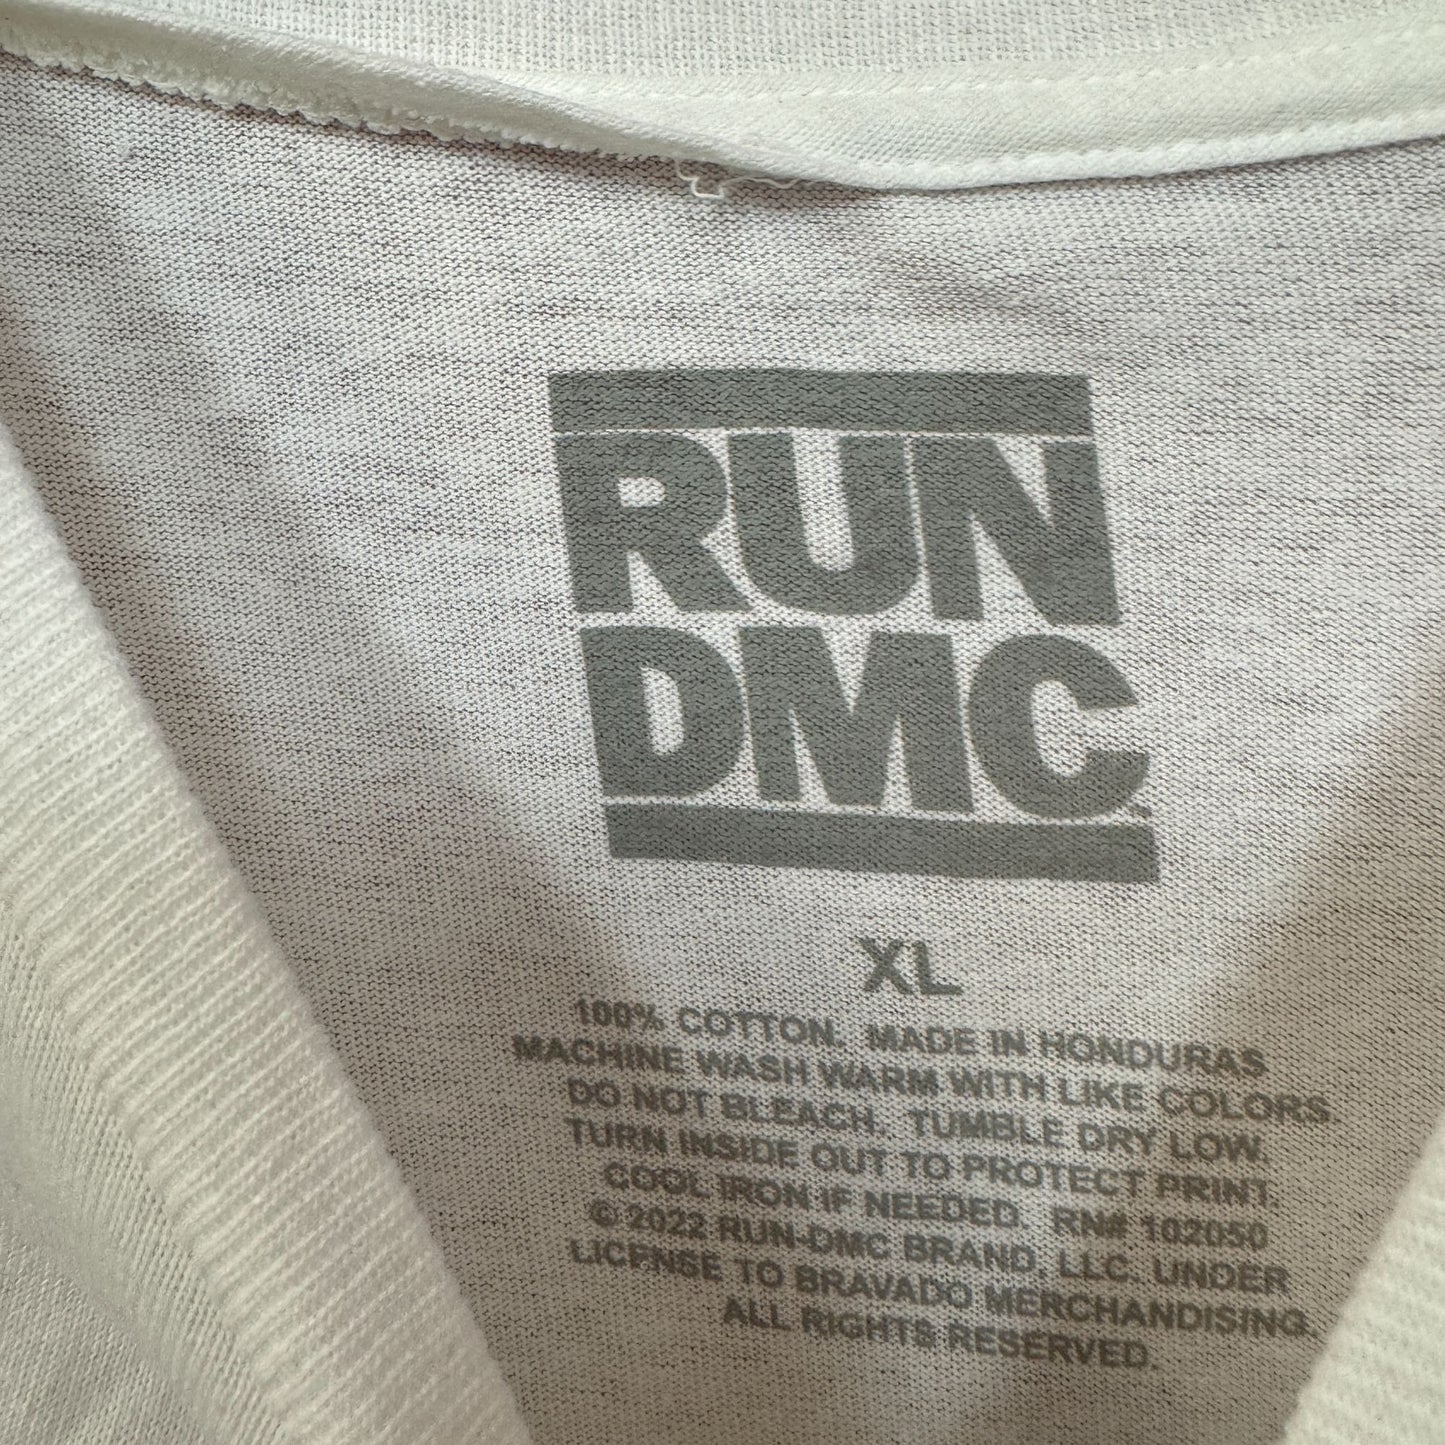 RUN
DMC
XL
100% COTTON. MADE IN HONDURAS
MACHINE WASH WARM WITH LIKE COLORS.
DO NOT BLEACH. TUMBLE DRY LOW.
TURN INSIDE OUT TO PROTECT PRINT.
COOL IRON IF NEEDED. RN# 102050
© 2022 RUN-DMC BRAND, LLC. UNDER
LICENSE TO BRAVADO MERCHANDISING.
ALL RIGHTS RESERVED.